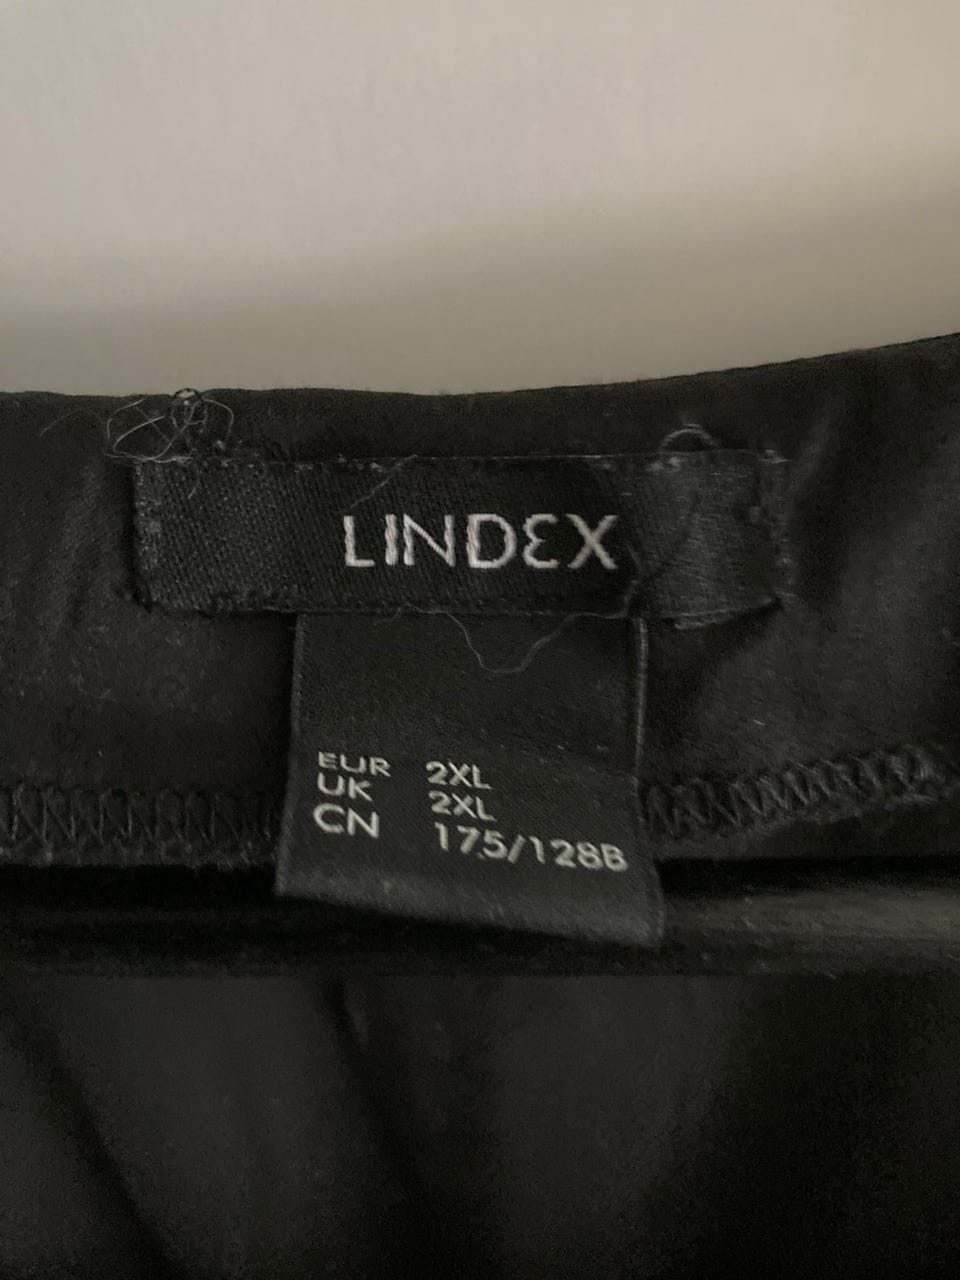 LINDEX
EUR 2XL
UK 2XL
CN 175/128B